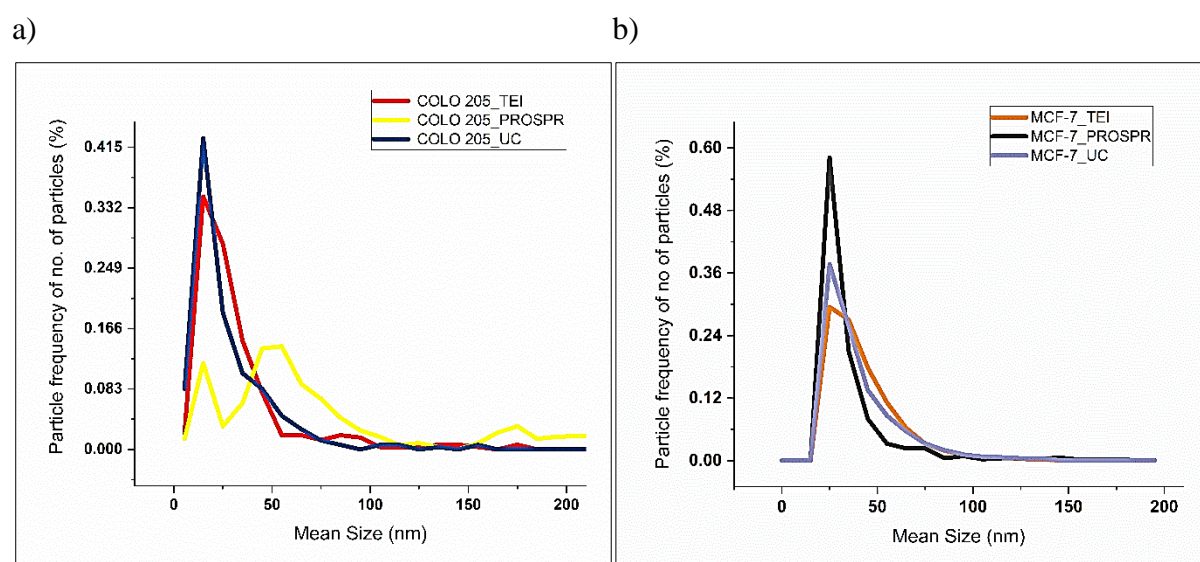 a)
COLO 205_TEI
COLO 205_PROSPR
COLO 205_UC
Particle frequency of no. of particles (%)
0.415
0.332
0.249
0.166
0.083
0.000
0
50
100
150
200
Mean Size (nm)
b)
MCF-7_TEI
MCF-7_PROSPR
MCF-7_UC
Particle frequency of no of particles (%)
0.60
0.48
0.36
0.24
0.12
0.00
0
50
100
150
200
Mean Size (nm)